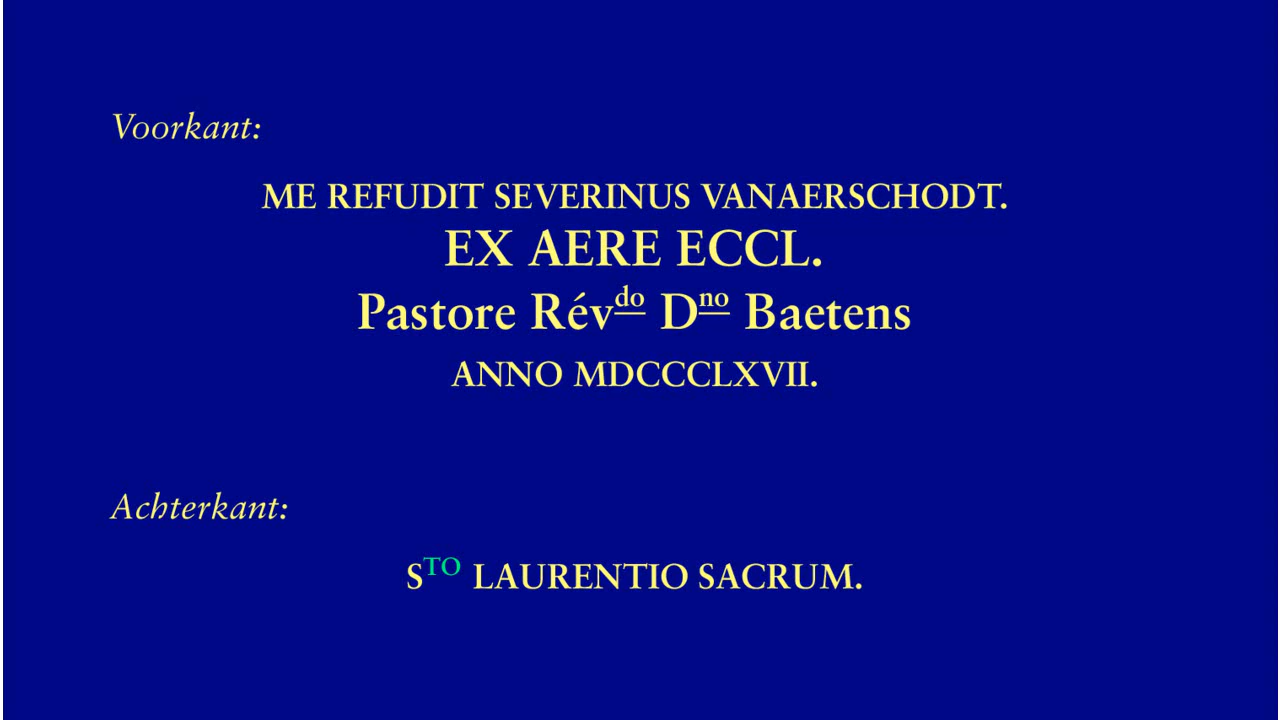 Voorkant:
ME REFUDIT SEVERINUS VANAERSCHODT.
EX AERE ECCL.
Pastore Révdo Dno Baetens
ANNO MDCCCLXVII.
Achterkant:
STO LAURENTIO SACRUM.